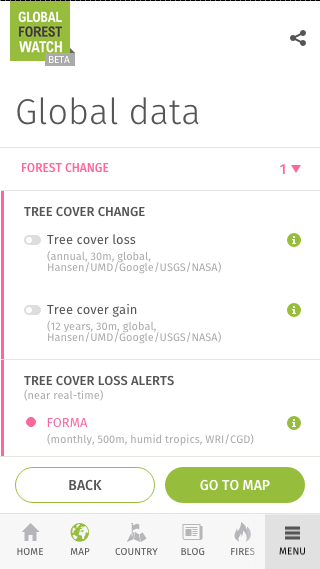 GLOBAL
FOREST
WATCH
BETA
Global data
FOREST CHANGE 1
TREE COVER CHANGE
Tree cover loss
(annual, 30m, global,
Hansen/UMD/Google/USGS/NASA)
Tree cover gain
(12 years, 30m, global,
Hansen/UMD/Google/USGS/NASA)
TREE COVER LOSS ALERTS
(near real-time)
FORMA
(monthly, 500m, humid tropics, WRI/CGD)
BACK GO TO MAP
HOME MAP COUNTRY BLOG FIRES MENU